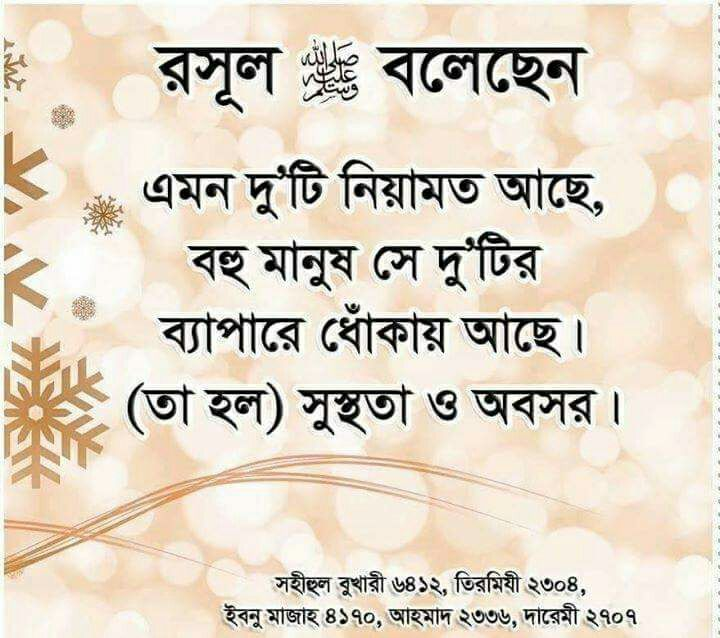 রসূল ﷺ বলেছেন
এমন দু'টি নিয়ামত আছে,
বহু মানুষ সে দু'টির
ব্যাপারে ধোঁকায় আছে।
(তা হল) সুস্থতা ও অবসর।
সহীহুল বুখারী ৬৪১২, তিরমিযী ২৩০৪,
ইবনু মাজাহ ৪১৭০, আহমাদ ২৩৩৬, দারেমী ২৭০৭